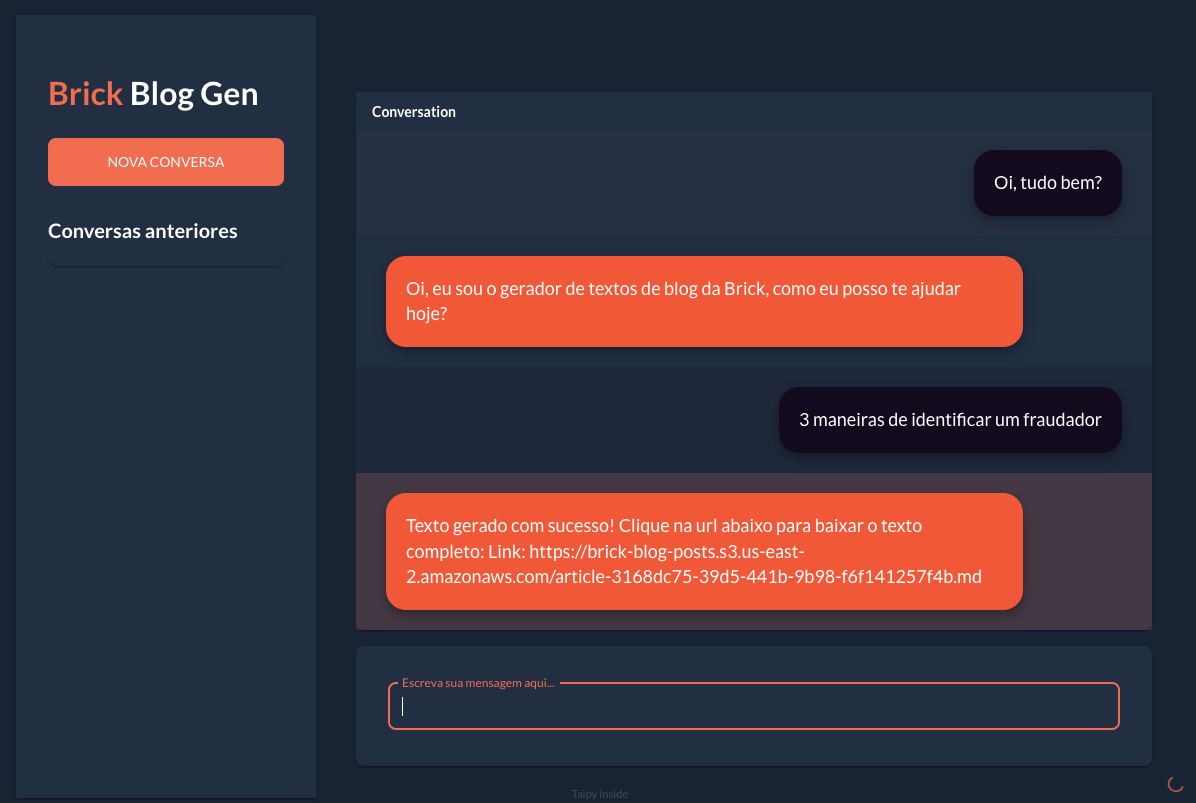 Brick Blog Gen
NOVA CONVERSA
Conversas anteriores
Conversation
Oi, tudo bem?
Oi, eu sou o gerador de textos de blog da Brick, como eu posso te ajudar
hoje?
3 maneiras de identificar um fraudador
Texto gerado com sucesso! Clique na url abaixo para baixar o texto
completo: Link: https://brick-blog-posts.s3.us-east-
2.amazonaws.com/article-3168dc75-39d5-441b-9b98-f6f141257f4b.md
Escreva sua mensagem aqui...
Taipy inside